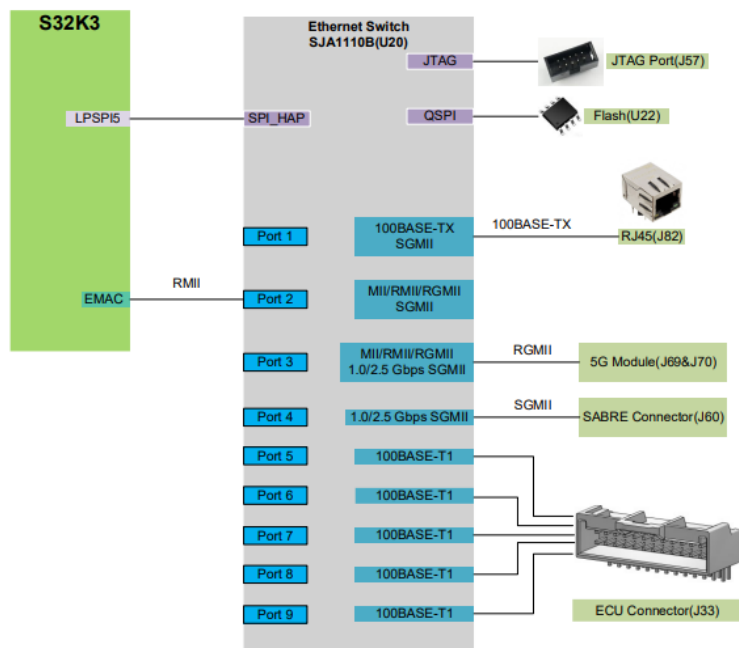 S32K3
Ethernet Switch
SJA1110B(U20)
JTAG
JTAG Port(J57)
LPSPI5
SPI_HAP
QSPI
Flash(U22)
Port 1
100BASE-TX
SGMII
100BASE-TX
RJ45(J82)
EMAC
RMII
Port 2
MII/RMII/RGMII
SGMII
Port 3
MII/RMII/RGMII
1.0/2.5 Gbps SGMII
RGMII
5G Module(J69&J70)
Port 4
1.0/2.5 Gbps SGMII
SGMII
SABRE Connector(J60)
Port 5
100BASE-T1
Port 6
100BASE-T1
Port 7
100BASE-T1
Port 8
100BASE-T1
Port 9
100BASE-T1
ECU Connector(J33)